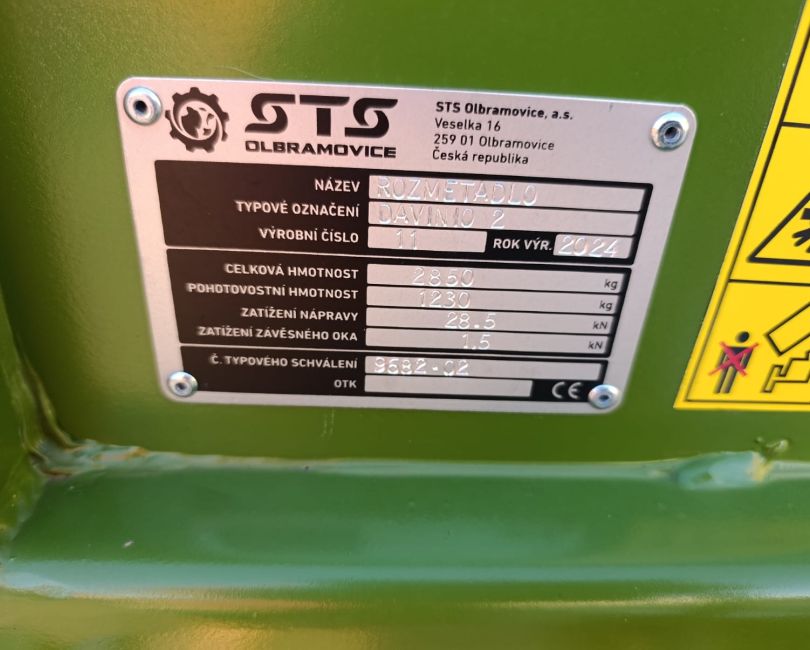 STS
OLBRAMOVICE
STS Olbramovice, a.s.
Veselka 16
259 01 Olbramovice
Česká republika
NÁZEV ROZMETADLO
TYPOVÉ OZNAČENÍ DAVINIO 2
VÝROBNÍ ČÍSLO 11 ROK VÝR. 2024
CELKOVÁ HMOTNOST 2850 kg
POHOTOVOSTNÍ HMOTNOST 1230 kg
ZATÍŽENÍ NÁPRAVY 28.5 kN
ZATÍŽENÍ ZÁVĚSNÉHO OKA 1.5 kN
Č. TYPOVÉHO SCHVÁLENÍ 9582-02
OTK CE